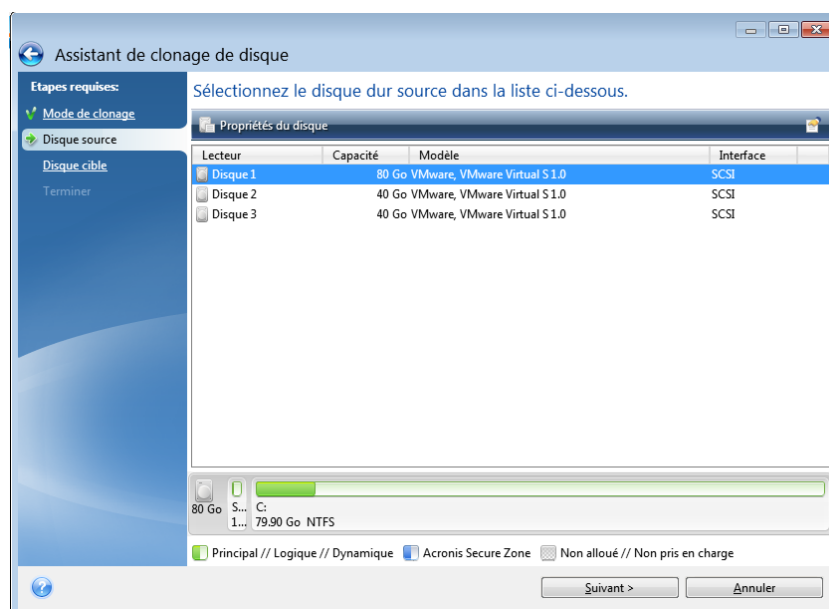 Assistant de clonage de disque
Etapes requises:
Mode de clonage
Disque source
Disque cible
Terminer
Sélectionnez le disque dur source dans la liste ci-dessous.
Propriétés du disque
Lecteur Capacité Modèle Interface
Disque 1 80 Go VMware, VMware Virtual S 1.0 SCSI
Disque 2 40 Go VMware, VMware Virtual S 1.0 SCSI
Disque 3 40 Go VMware, VMware Virtual S 1.0 SCSI
80 Go S... C:
1... 79.90 Go NTFS
Principal // Logique // Dynamique Acronis Secure Zone Non alloué // Non pris en charge
Suivant > Annuler